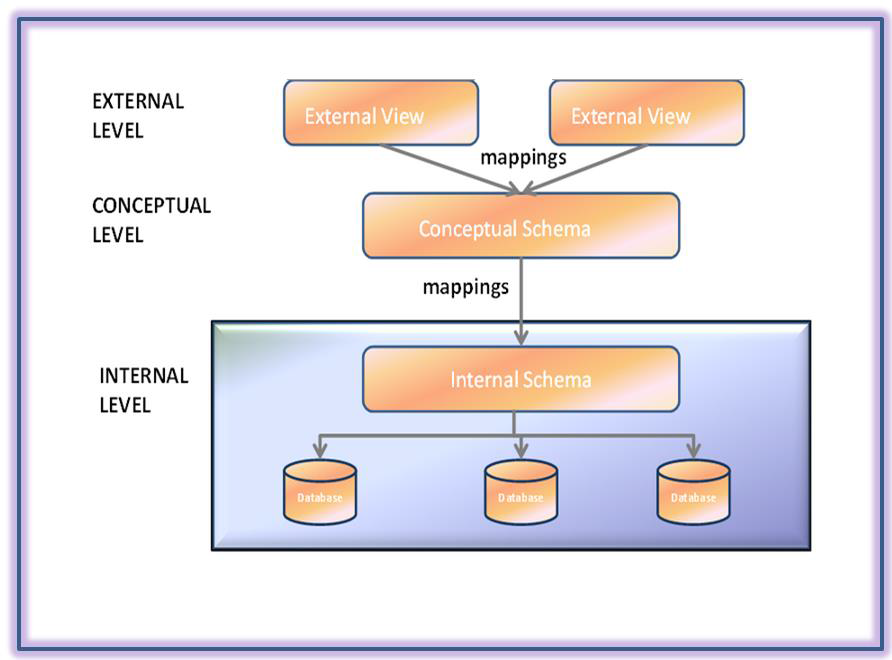 EXTERNAL
LEVEL
External View
External View
mappings
CONCEPTUAL
LEVEL
Conceptual Schema
mappings
INTERNAL
LEVEL
Internal Schema
Database
Database
Database